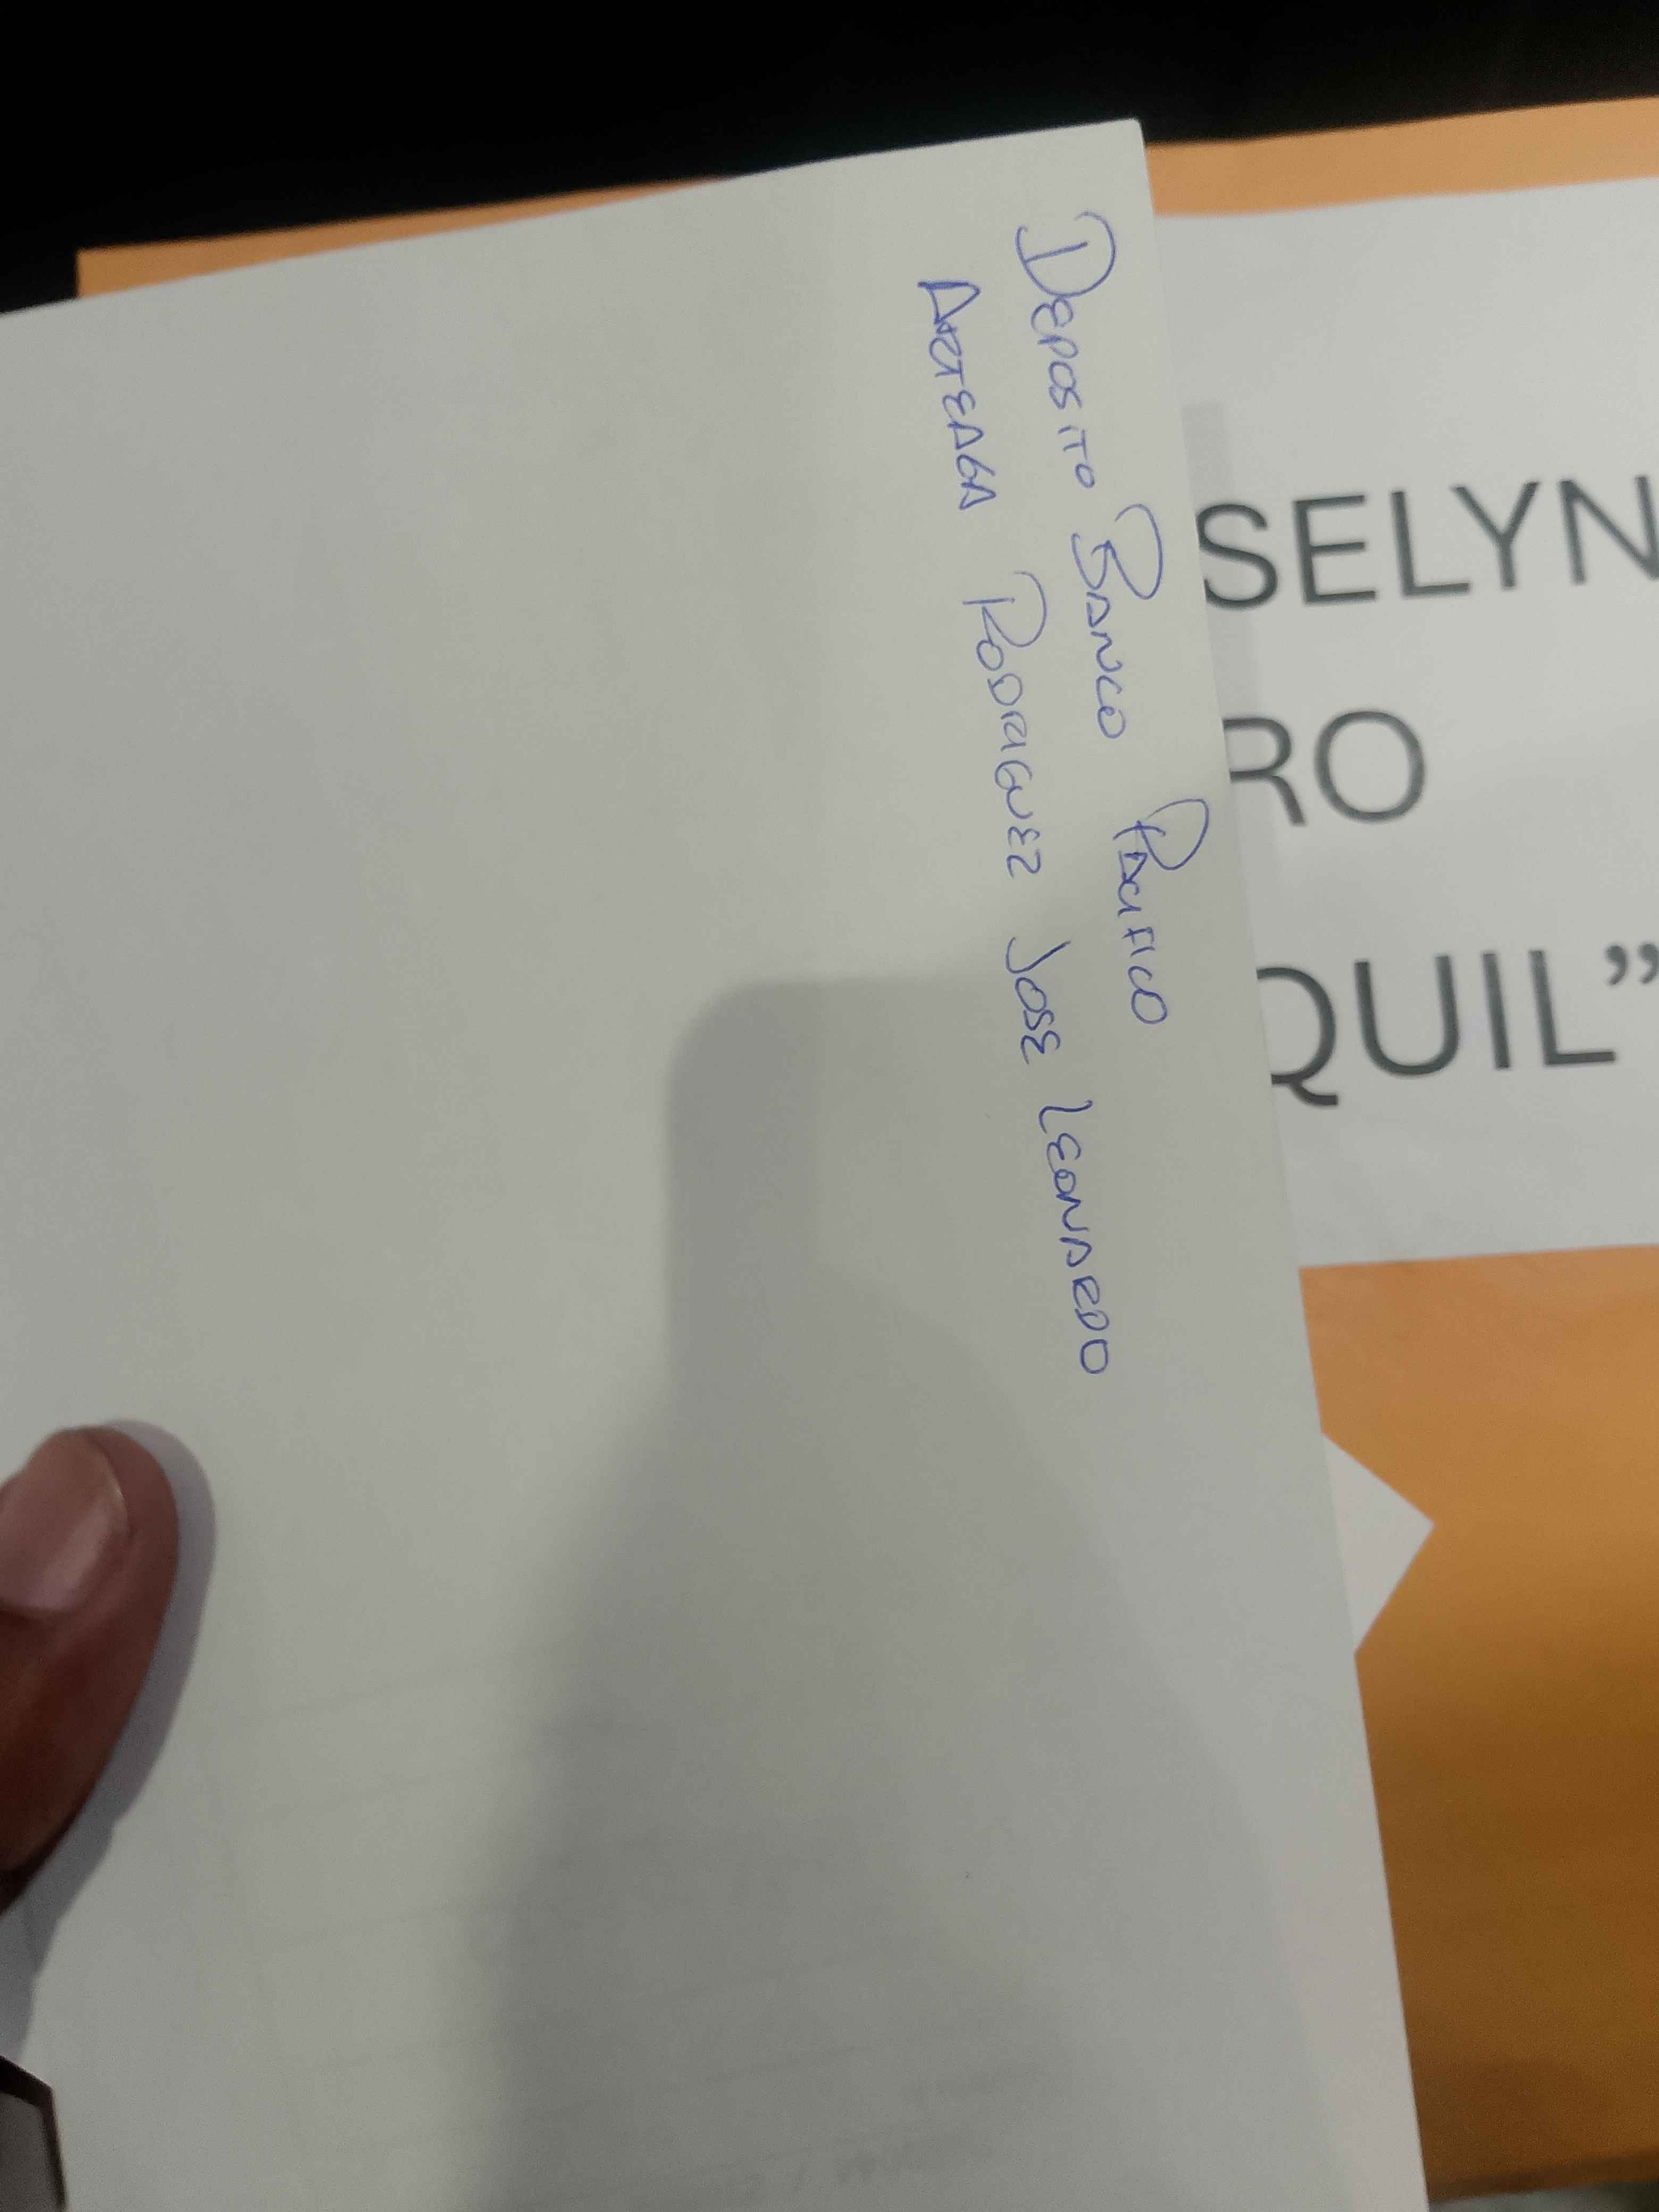 DEPOSITO BANCO PACIFICO
ARTEAGA RODRIGUEZ JOSE LEONARDO
SELYN
RO
QUIL”